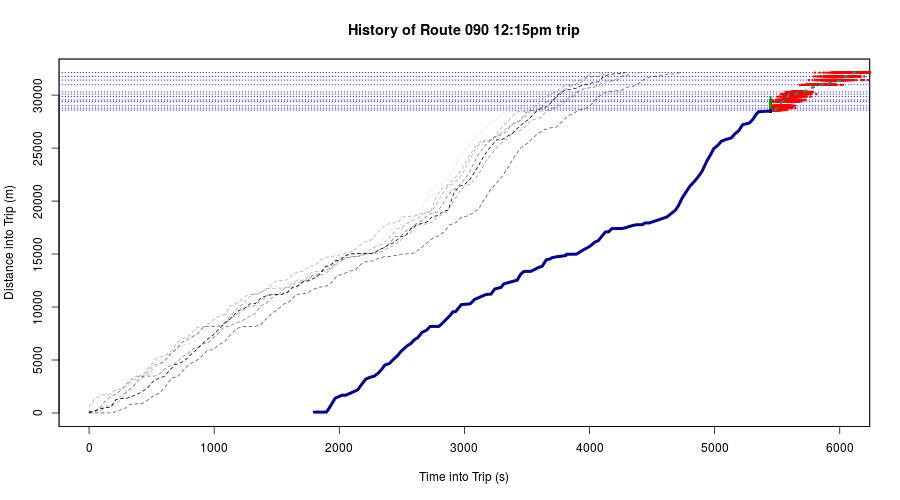 History of Route 090 12:15pm trip
Distance into Trip (m)
30000
25000
20000
15000
10000
5000
0
0 1000 2000 3000 4000 5000 6000
Time into Trip (s)